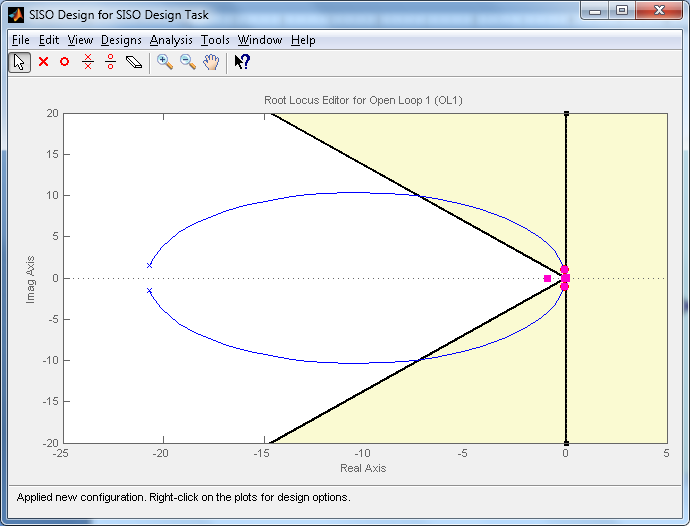 SISO Design for SISO Design Task
File Edit View Designs Analysis Tools Window Help
Root Locus Editor for Open Loop 1 (OL1)
20
15
10
5
0
-5
-10
-15
-20
Imag Axis
-25 -20 -15 -10 -5 0 5
Real Axis
Applied new configuration. Right-click on the plots for design options.